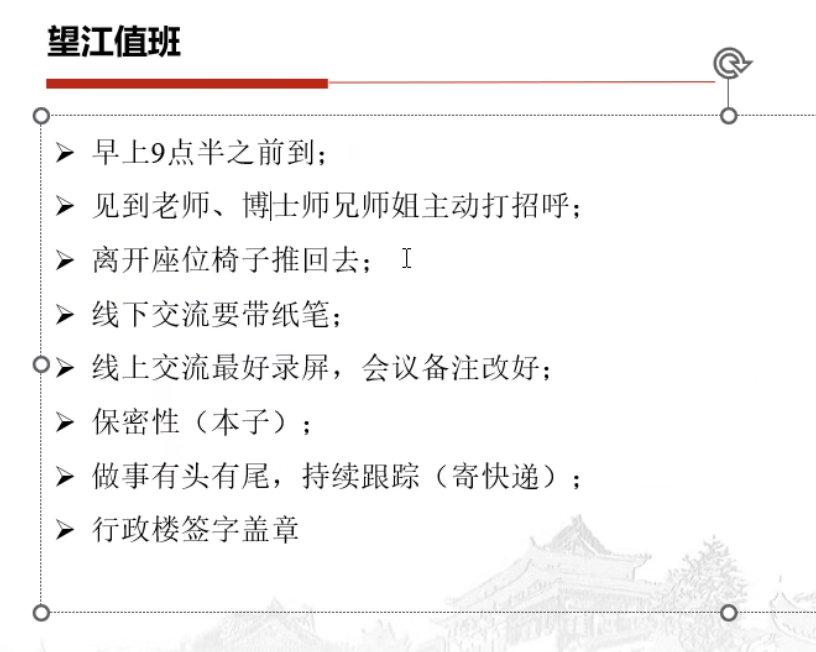 望江值班
➢ 早上9点半之前到；
➢ 见到老师、博士师兄师姐主动打招呼；
➢ 离开座位椅子推回去；
➢ 线下交流要带纸笔；
➢ 线上交流最好录屏，会议备注改好；
➢ 保密性（本子）；
➢ 做事有头有尾，持续跟踪（寄快递）；
➢ 行政楼签字盖章